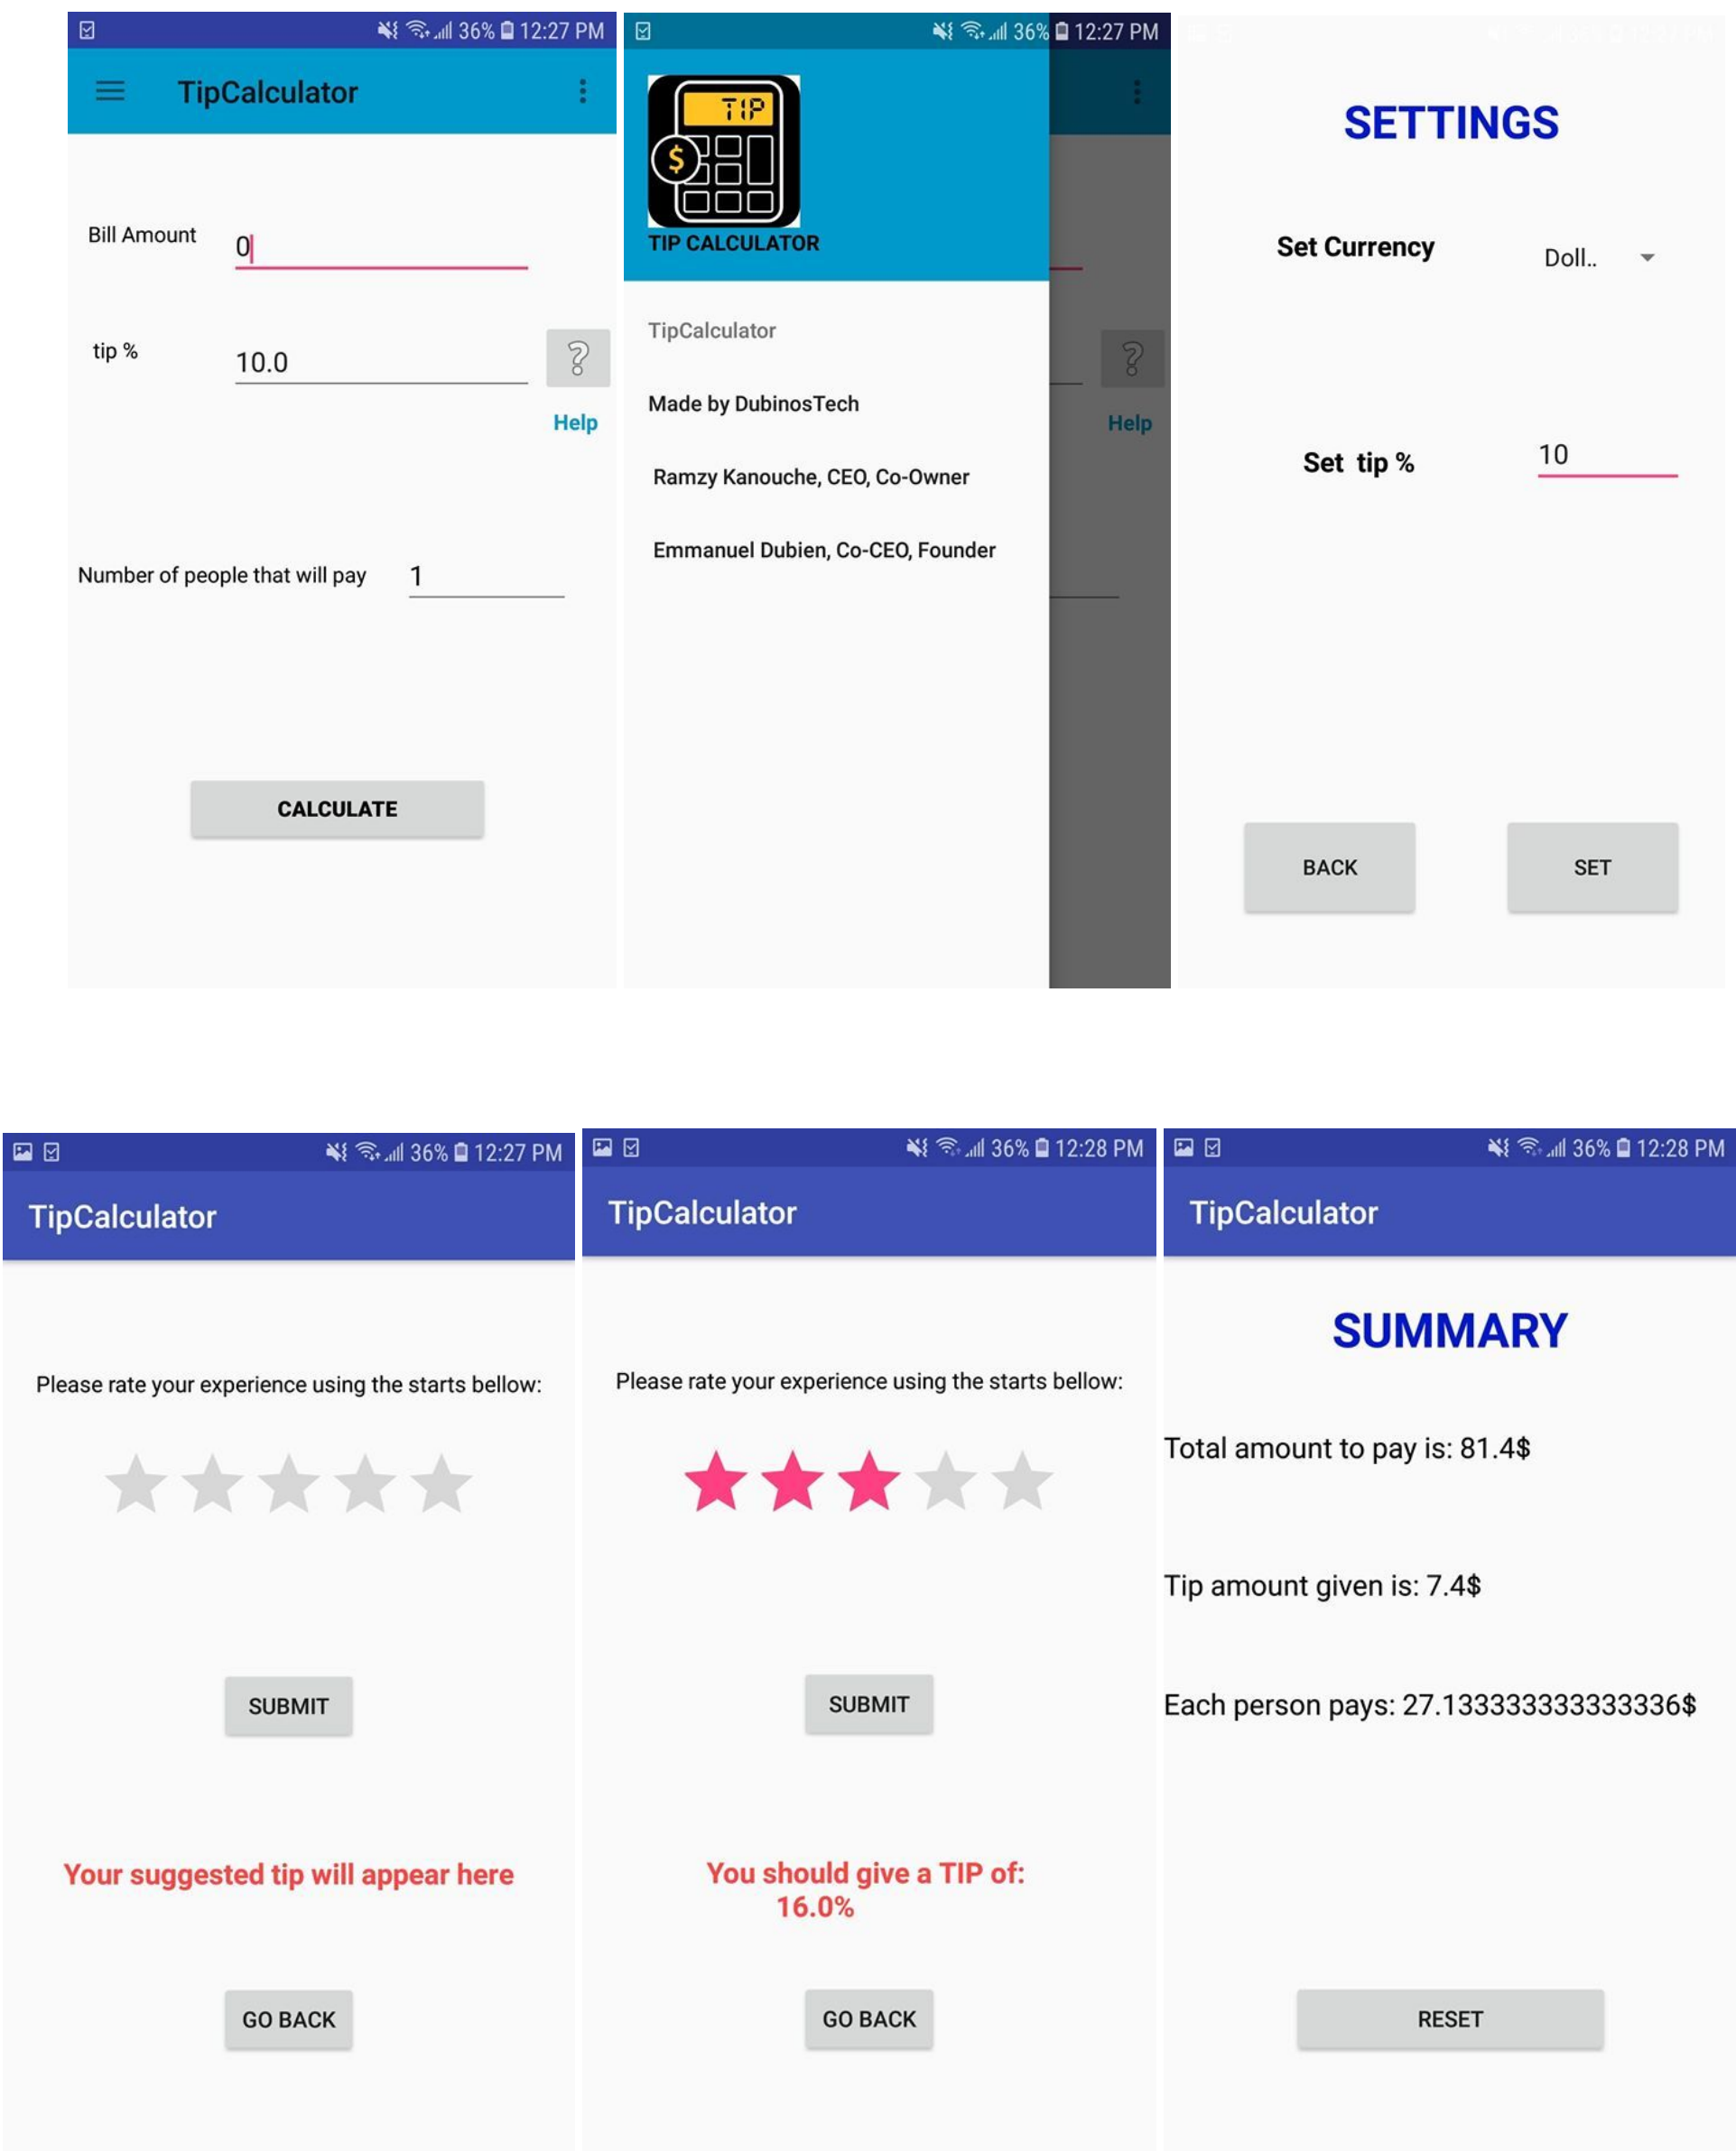 36% 12:27 PM
TipCalculator
Bill Amount
0
tip %
10.0
?
Help
Number of people that will pay
1
CALCULATE
36% 12:27 PM
TIP
$
TIP CALCULATOR
TipCalculator
Made by DubinosTech
Ramzy Kanouche, CEO, Co-Owner
Emmanuel Dubien, Co-CEO, Founder
?
Help
SETTINGS
Set Currency
Doll..
Set tip %
10
BACK
SET
36% 12:27 PM
TipCalculator
Please rate your experience using the starts bellow:
SUBMIT
Your suggested tip will appear here
GO BACK
36% 12:28 PM
TipCalculator
Please rate your experience using the starts bellow:
SUBMIT
You should give a TIP of:
16.0%
GO BACK
36% 12:28 PM
TipCalculator
SUMMARY
Total amount to pay is: 81.4$
Tip amount given is: 7.4$
Each person pays: 27.133333333333336$
RESET